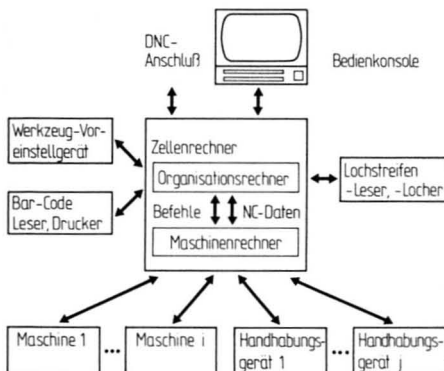 DNC-
Anschluß
Bedienkonsole
Werkzeug-Vor-
einstellgerät
Zellenrechner
Organisationsrechner
Lochstreifen
-Leser, -Locher
Bar-Code
Leser, Drucker
Befehle
NC-Daten
Maschinenrechner
Maschine 1
...
Maschine i
Handhabungs-
gerät 1
...
Handhabungs-
gerät j